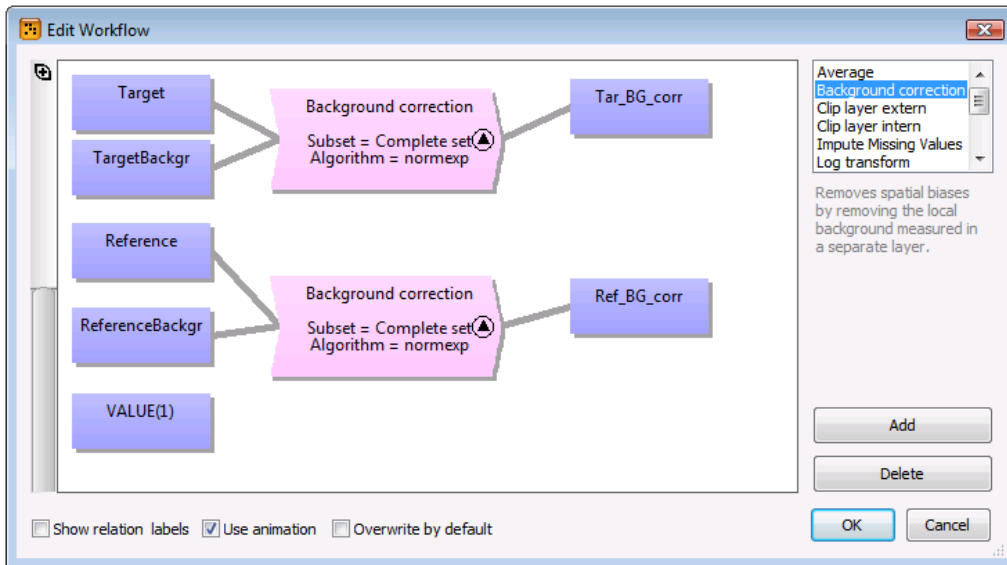 Edit Workflow
Target
TargetBackgr
Background correction
Subset = Complete set
Algorithm = normexp
Tar_BG_corr
Reference
ReferenceBackgr
Background correction
Subset = Complete set
Algorithm = normexp
Ref_BG_corr
VALUE(1)
Average
Background correction
Clip layer extern
Clip layer intern
Impute Missing Values
Log transform
Removes spatial biases
by removing the local
background measured in
a separate layer.
Add
Delete
Show relation labels
Use animation
Overwrite by default
OK
Cancel